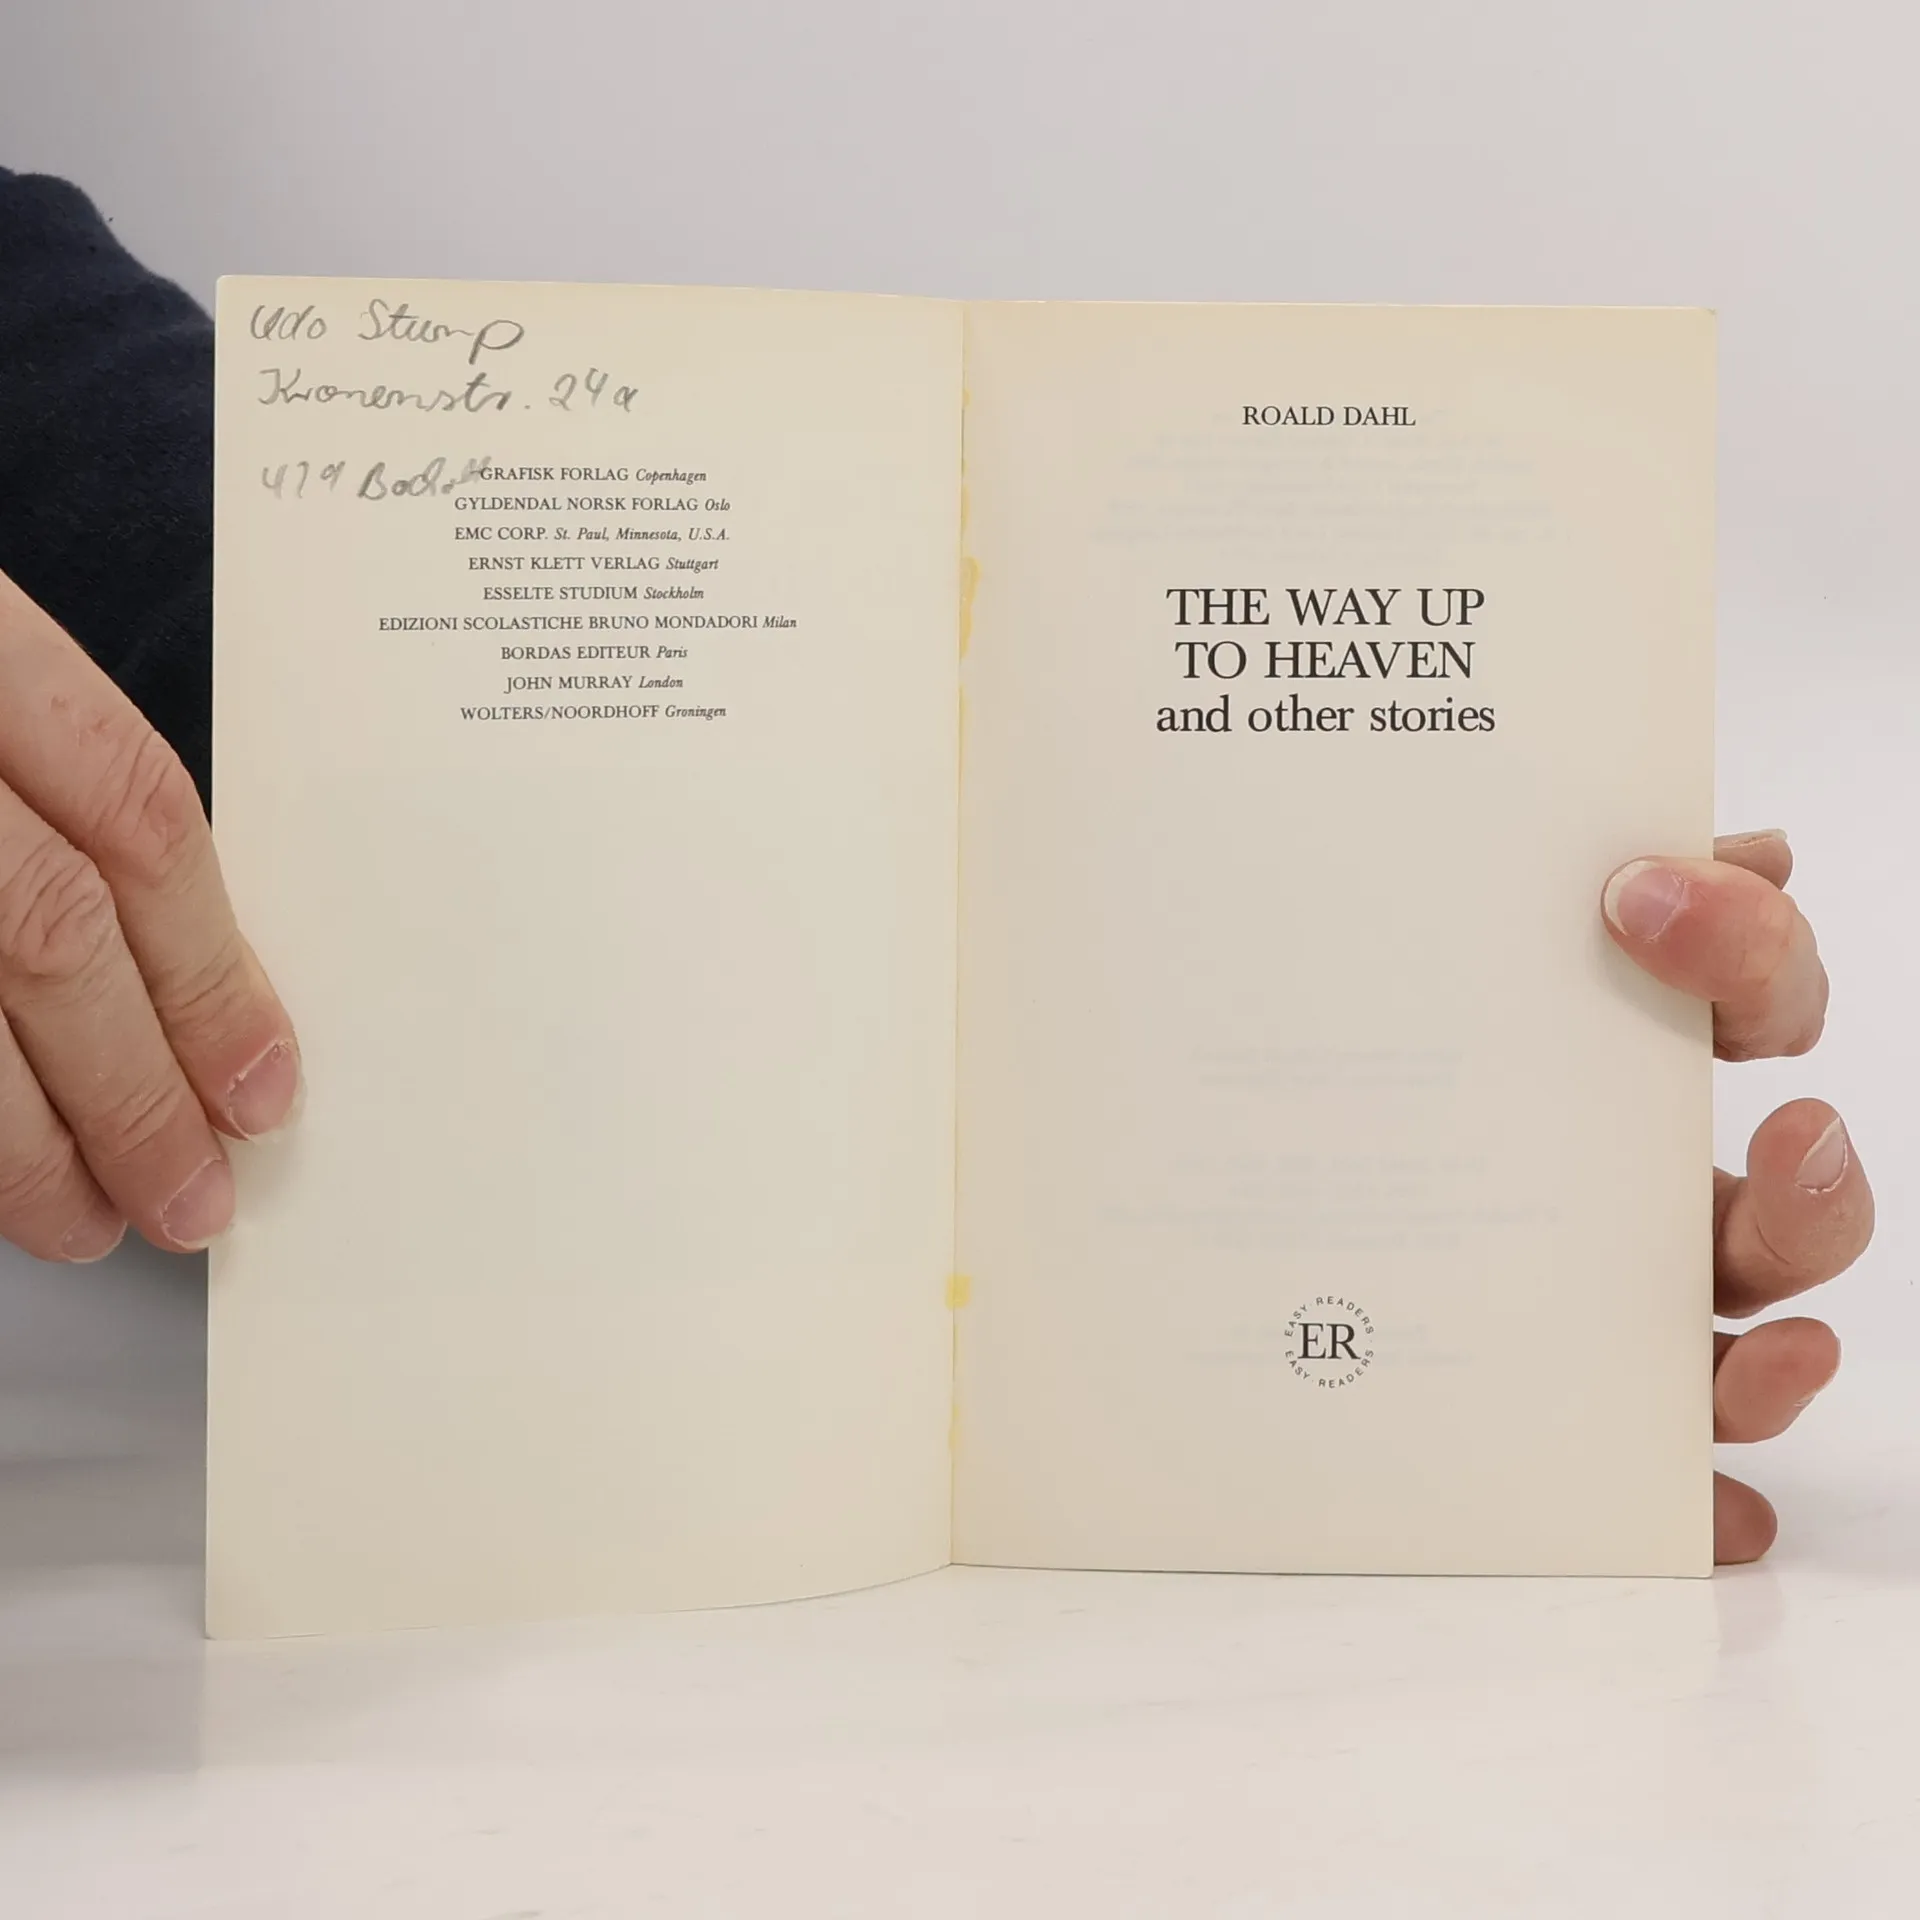 Udo Stump
Kronenstr. 24a
GRAFISK FORLAG Copenhagen
GYLDENDAL NORSK FORLAG Oslo
EMC CORP. St. Paul, Minnesota, U.S.A.
ERNST KLETT VERLAG Stuttgart
ESSELTE STUDIUM Stockholm
EDIZIONI SCOLASTICHE BRUNO MONDADORI Milan
BORDAS EDITEUR Paris
JOHN MURRAY London
WOLTERS/NOORDHOFF Groningen
ROALD DAHL
THE WAY UP
TO HEAVEN
and other stories
EASY · READERS · EASY · READERS ·
ER